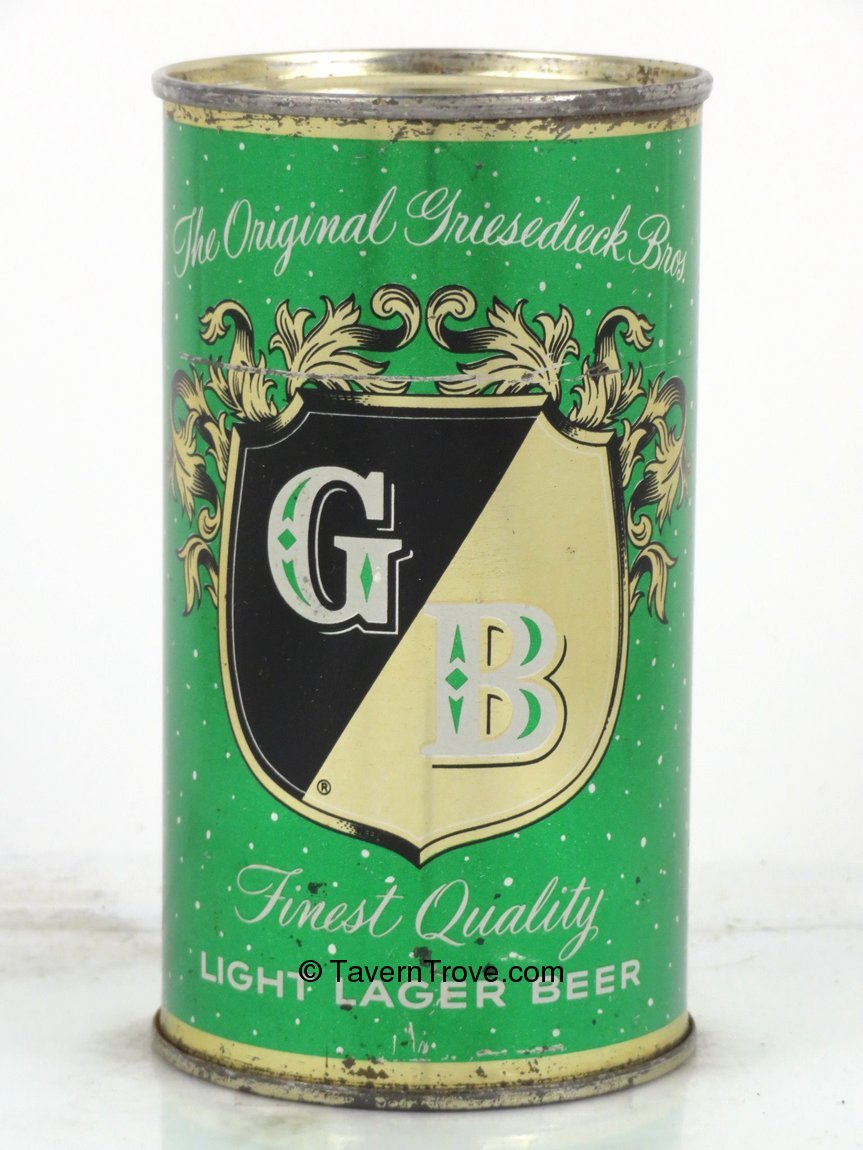 The Original Griesedieck Bros.
G
B
®
Finest Quality
© TavernTrove.com
LIGHT LAGER BEER